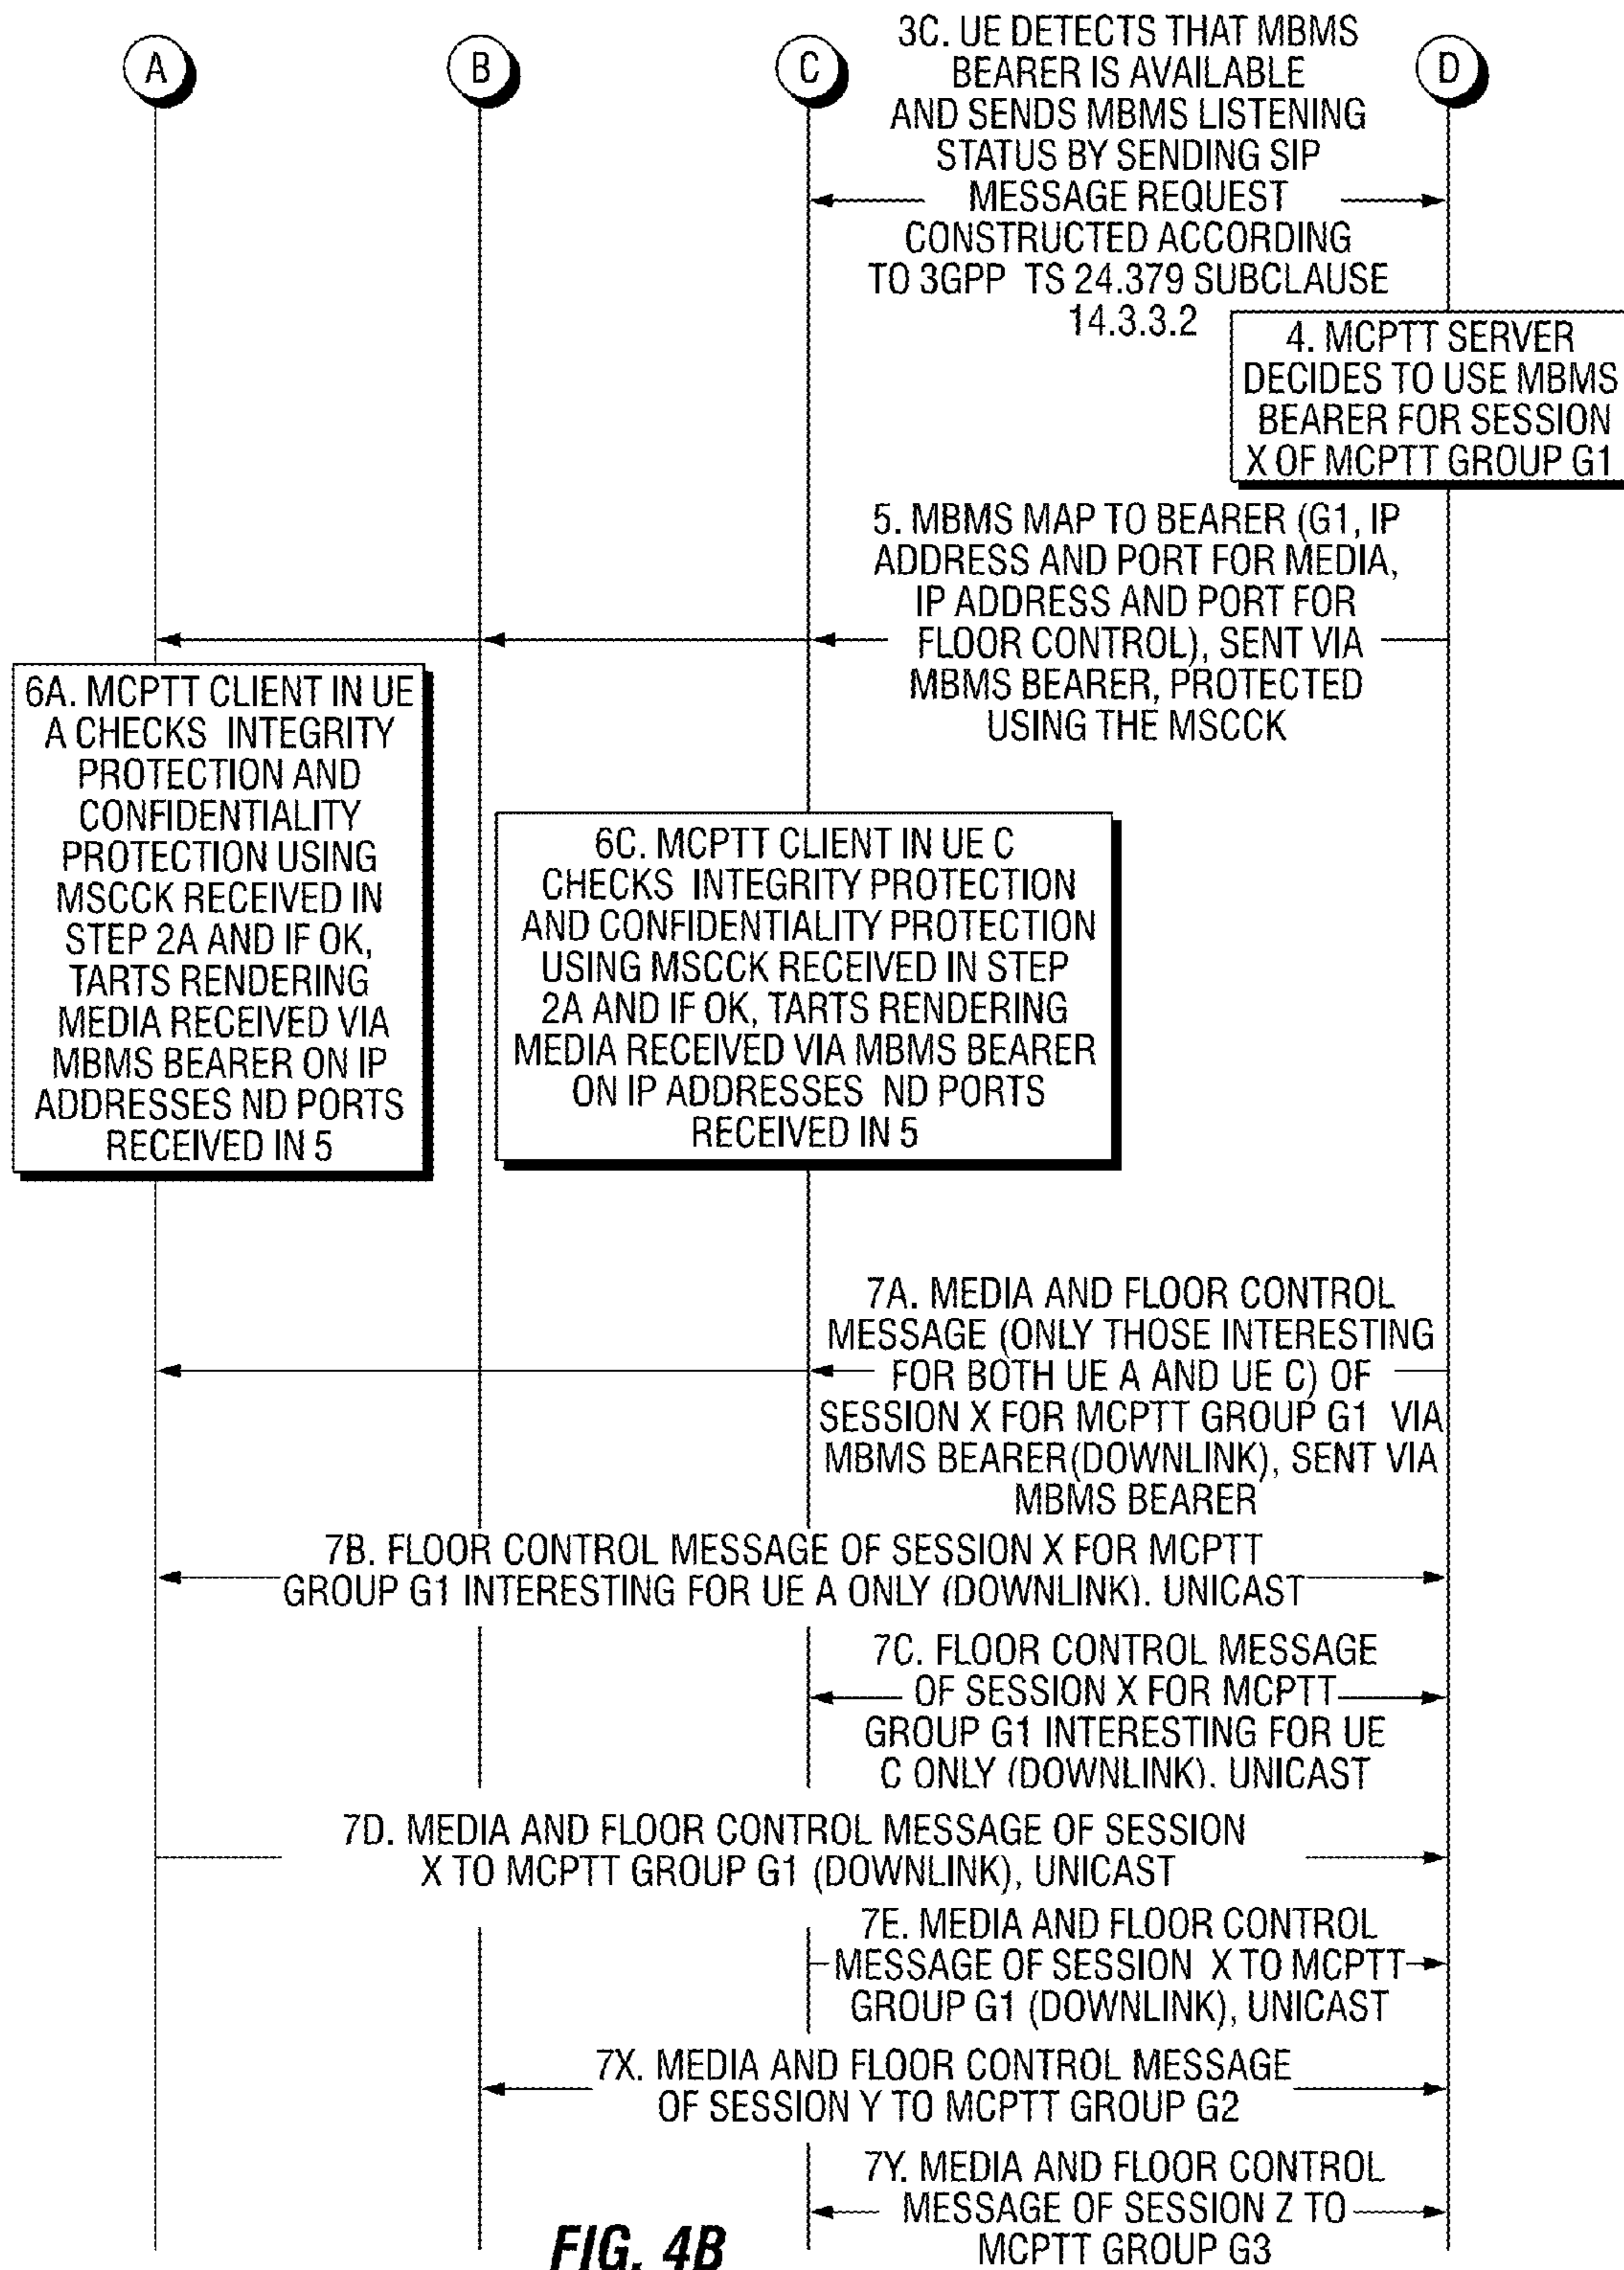 A
B
C
D
3C. UE DETECTS THAT MBMS
BEARER IS AVAILABLE
AND SENDS MBMS LISTENING
STATUS BY SENDING SIP
MESSAGE REQUEST
CONSTRUCTED ACCORDING
TO 3GPP TS 24.379 SUBCLAUSE
14.3.3.2
4. MCPTT SERVER
DECIDES TO USE MBMS
BEARER FOR SESSION
X OF MCPTT GROUP G1
5. MBMS MAP TO BEARER (G1, IP
ADDRESS AND PORT FOR MEDIA,
IP ADDRESS AND PORT FOR
FLOOR CONTROL), SENT VIA
MBMS BEARER, PROTECTED
USING THE MSCCK
6A. MCPTT CLIENT IN UE
A CHECKS INTEGRITY
PROTECTION AND
CONFIDENTIALITY
PROTECTION USING
MSCCK RECEIVED IN
STEP 2A AND IF OK,
TARTS RENDERING
MEDIA RECEIVED VIA
MBMS BEARER ON IP
ADDRESSES ND PORTS
RECEIVED IN 5
6C. MCPTT CLIENT IN UE C
CHECKS INTEGRITY PROTECTION
AND CONFIDENTIALITY PROTECTION
USING MSCCK RECEIVED IN STEP
2A AND IF OK, TARTS RENDERING
MEDIA RECEIVED VIA MBMS BEARER
ON IP ADDRESSES ND PORTS
RECEIVED IN 5
7A. MEDIA AND FLOOR CONTROL
MESSAGE (ONLY THOSE INTERESTING
FOR BOTH UE A AND UE C) OF
SESSION X FOR MCPTT GROUP G1 VIA
MBMS BEARER(DOWNLINK), SENT VIA
MBMS BEARER
7B. FLOOR CONTROL MESSAGE OF SESSION X FOR MCPTT
GROUP G1 INTERESTING FOR UE A ONLY (DOWNLINK). UNICAST
7C. FLOOR CONTROL MESSAGE
OF SESSION X FOR MCPTT
GROUP G1 INTERESTING FOR UE
C ONLY (DOWNLINK). UNICAST
7D. MEDIA AND FLOOR CONTROL MESSAGE OF SESSION
X TO MCPTT GROUP G1 (DOWNLINK), UNICAST
7E. MEDIA AND FLOOR CONTROL
MESSAGE OF SESSION X TO MCPTT
GROUP G1 (DOWNLINK), UNICAST
7X. MEDIA AND FLOOR CONTROL MESSAGE
OF SESSION Y TO MCPTT GROUP G2
7Y. MEDIA AND FLOOR CONTROL
MESSAGE OF SESSION Z TO
MCPTT GROUP G3
FIG. 4B